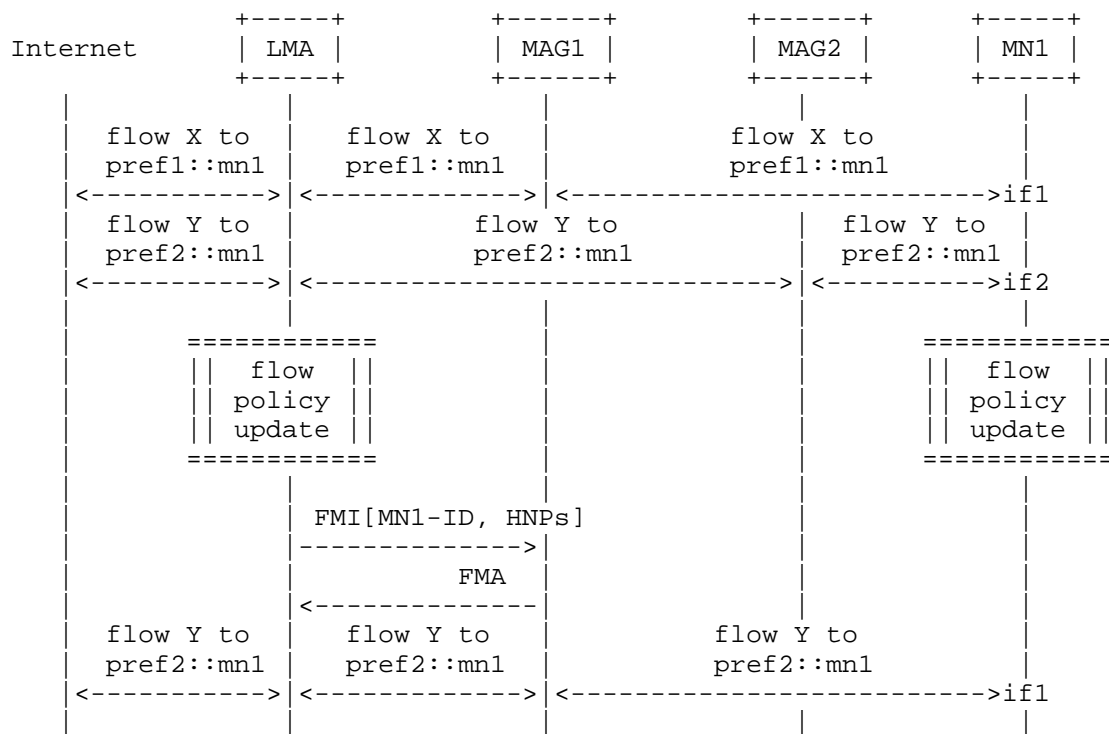 Internet | LMA | | MAG1 | | MAG2 | | MN1 |
flow X to flow X to flow X to
pref1::mn1 pref1::mn1 pref1::mn1
if1
flow Y to flow Y to flow Y to
pref2::mn1 pref2::mn1 pref2::mn1
if2
|| flow || || flow ||
|| policy || || policy ||
|| update || || update ||
FMI[MN1-ID, HNPs]
FMA
flow Y to flow Y to flow Y to
pref2::mn1 pref2::mn1 pref2::mn1
if1